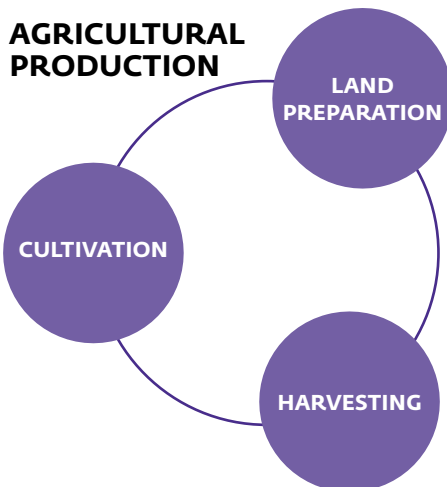 AGRICULTURAL
PRODUCTION
LAND
PREPARATION
CULTIVATION
HARVESTING